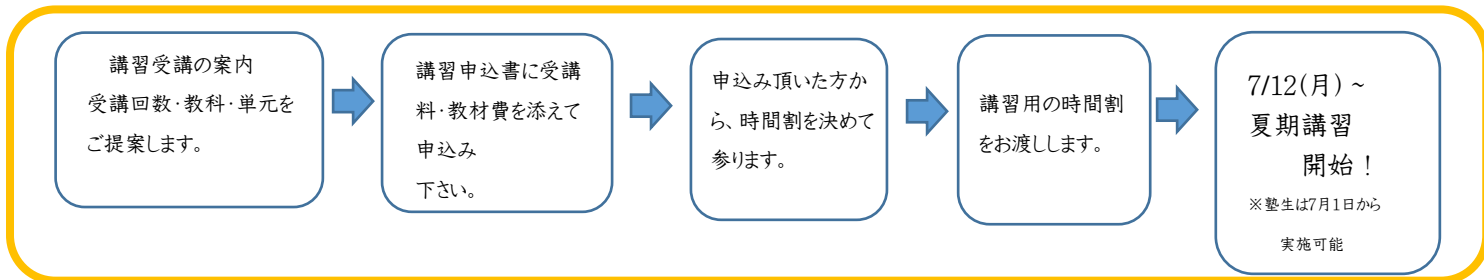 講習受講の案内
受講回数・教科・単元を
ご提案します。
講習申込書に受講
料・教材費を添えて
申込み
下さい。
申込み頂いた方か
ら、時間割を決めて
参ります。
講習用の時間割
をお渡しします。
7/12(月)~
夏期講習
開始!
※塾生は7月1日から
実施可能